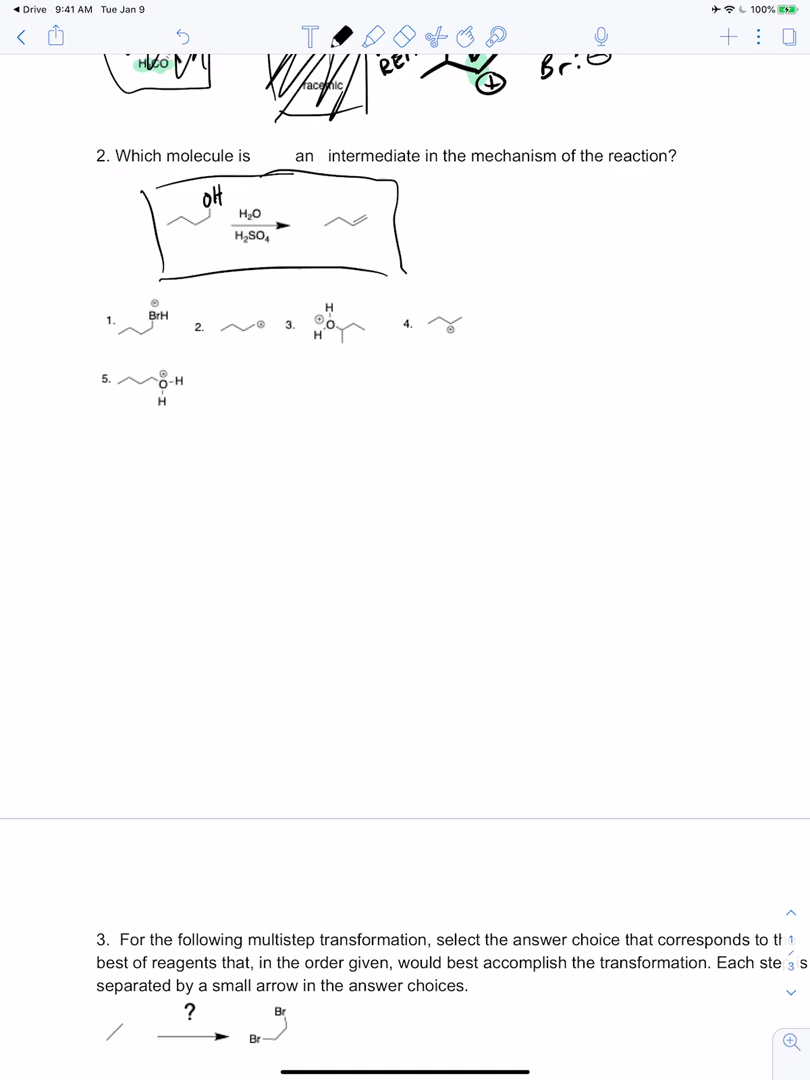 Drive 9:41 AM Tue Jan 9 100%
T
racemic
Br:⊖
⊕
2. Which molecule is an intermediate in the mechanism of the reaction?
OH
H₂O
H₂SO₄
1. BrH ⊕
2. ⊕
3. H ⊕ O H
4. ⊕
5. ⊕ O-H
H
3. For the following multistep transformation, select the answer choice that corresponds to th
best of reagents that, in the order given, would best accomplish the transformation. Each ste s
separated by a small arrow in the answer choices.
1
3
?
Br
Br